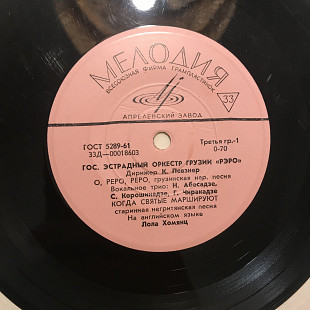 МЕЛОДИЯ
ВСЕСОЮЗНАЯ ФИРМА ГРАМПЛАСТИНОК
33
АПРЕЛЕВСКИЙ ЗАВОД
ГОСТ 5289-61
33Д—00018603
Третья гр.-1
0-70
ГОС. ЭСТРАДНЫЙ ОРКЕСТР ГРУЗИИ «РЭРО»
Дирижер К. Певзнер
О, РЕРО, РЕРО, грузинская нар. песня
Вокальное трио: Н. Абесадзе,
С. Корошинадзе, Г. Чиракадзе
КОГДА СВЯТЫЕ МАРШИРУЮТ
старинная негритянская песня
На английском языке
Лола Хомянц